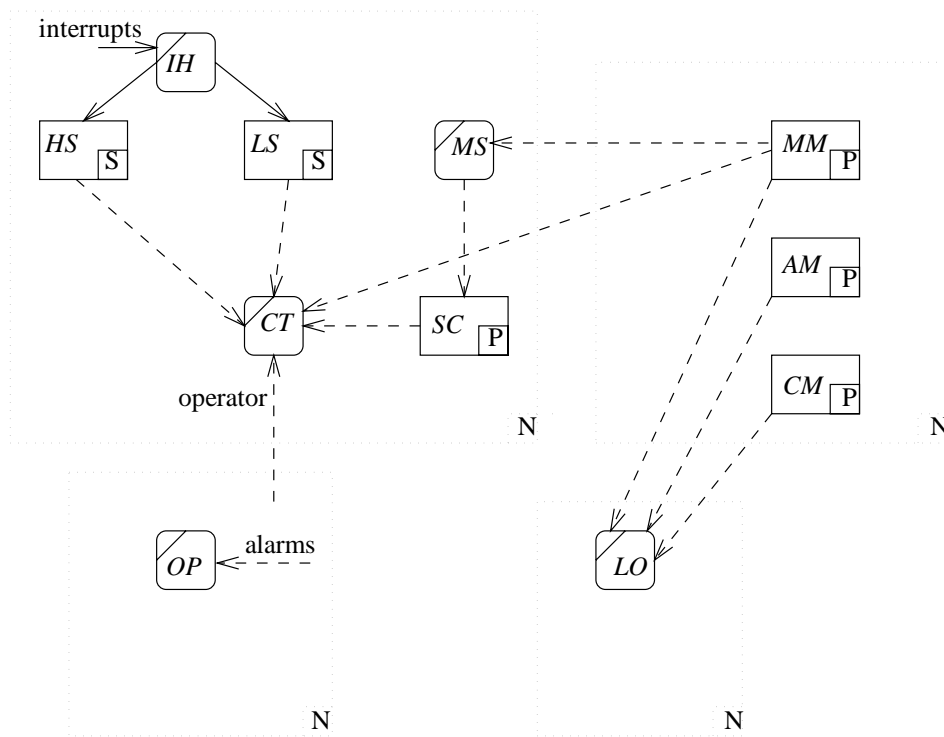 interrupts
IH
HS
S
LS
S
MS
MM
P
AM
P
CT
SC
P
CM
P
operator
N
N
OP
alarms
LO
N
N